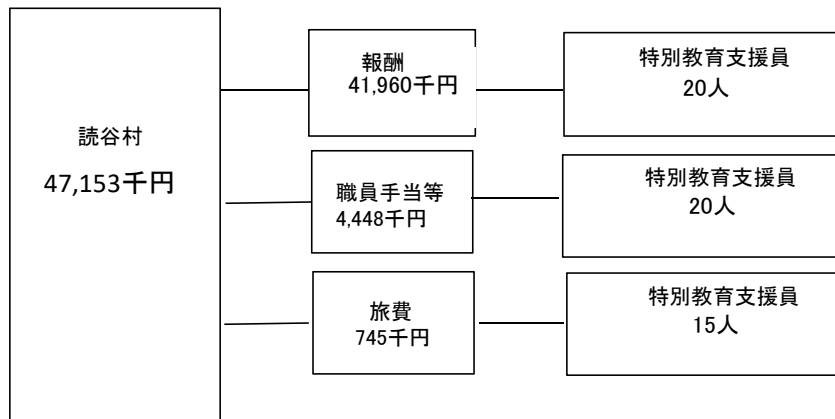 読谷村
47,153千円
報酬
41,960千円
特別教育支援員
20人
職員手当等
4,448千円
特別教育支援員
20人
旅費
745千円
特別教育支援員
15人